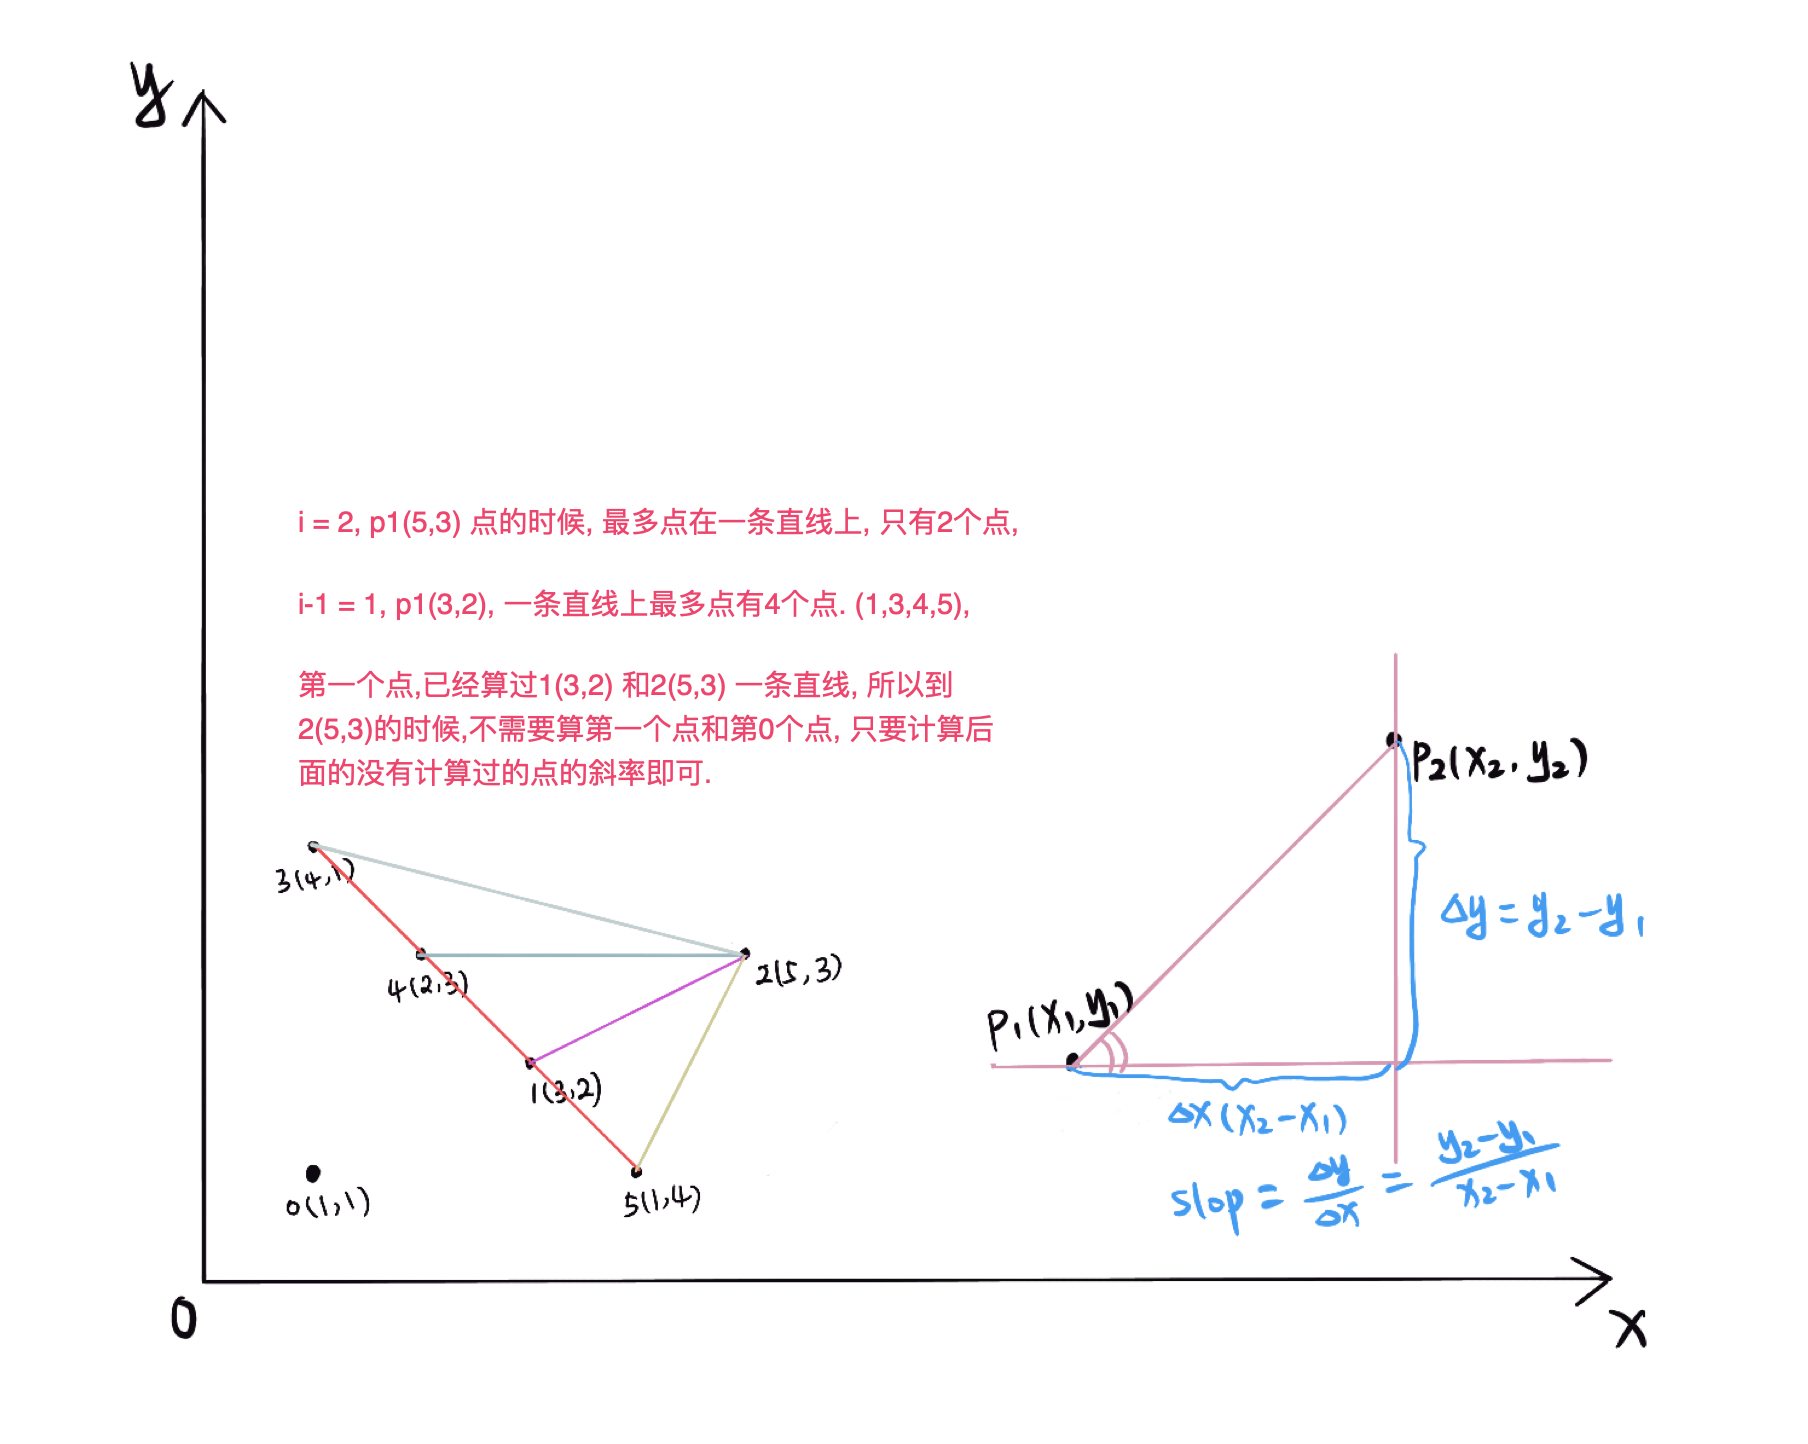 y
i = 2, p1(5,3) 点的时候, 最多点在一条直线上, 只有2个点,
i-1 = 1, p1(3,2), 一条直线上最多点有4个点. (1,3,4,5),
第一个点,已经算过1(3,2) 和2(5,3) 一条直线, 所以到
2(5,3)的时候,不需要算第一个点和第0个点, 只要计算后
面的没有计算过的点的斜率即可.
P2(x2, y2)
3(4,1)
Δy = y2 - y1
4(2,3)
2(5,3)
P1(x1,y1)
1(3,2)
Δx(x2-x1)
0(1,1)
5(1,4)
slop = Δy/Δx = y2-y1/x2-x1
0
x